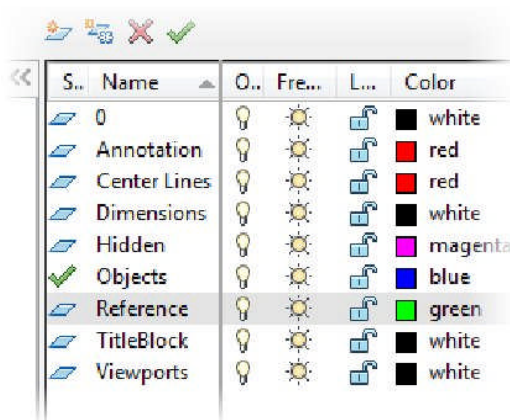 S.. Name O.. Fre... L... Color
0 white
Annotation red
Center Lines red
Dimensions white
Hidden magenta
Objects blue
Reference green
TitleBlock white
Viewports white